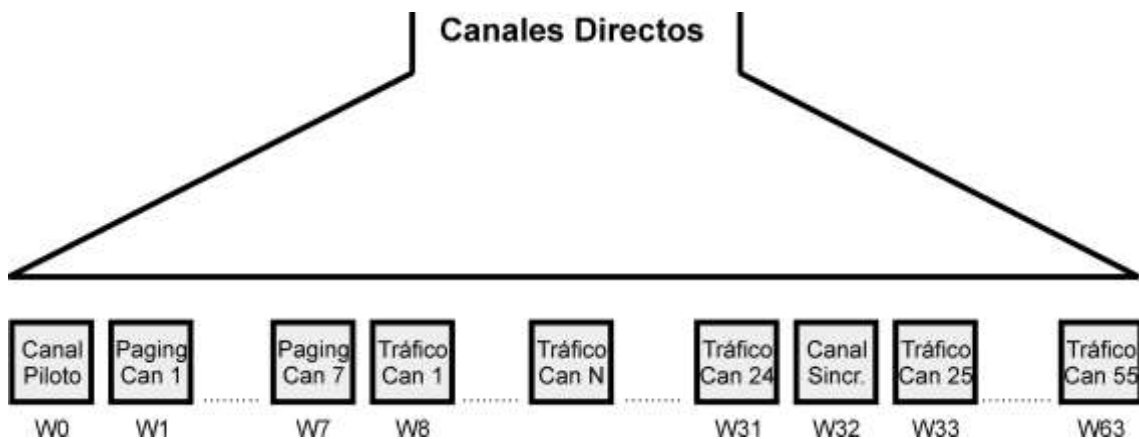 Canales Directos
Canal
Piloto
Paging
Can 1
Paging
Can 7
Tráfico
Can 1
Tráfico
Can N
Tráfico
Can 24
Canal
Sincr.
Tráfico
Can 25
Tráfico
Can 55
W0
W1
W7
W8
W31
W32
W33
W63